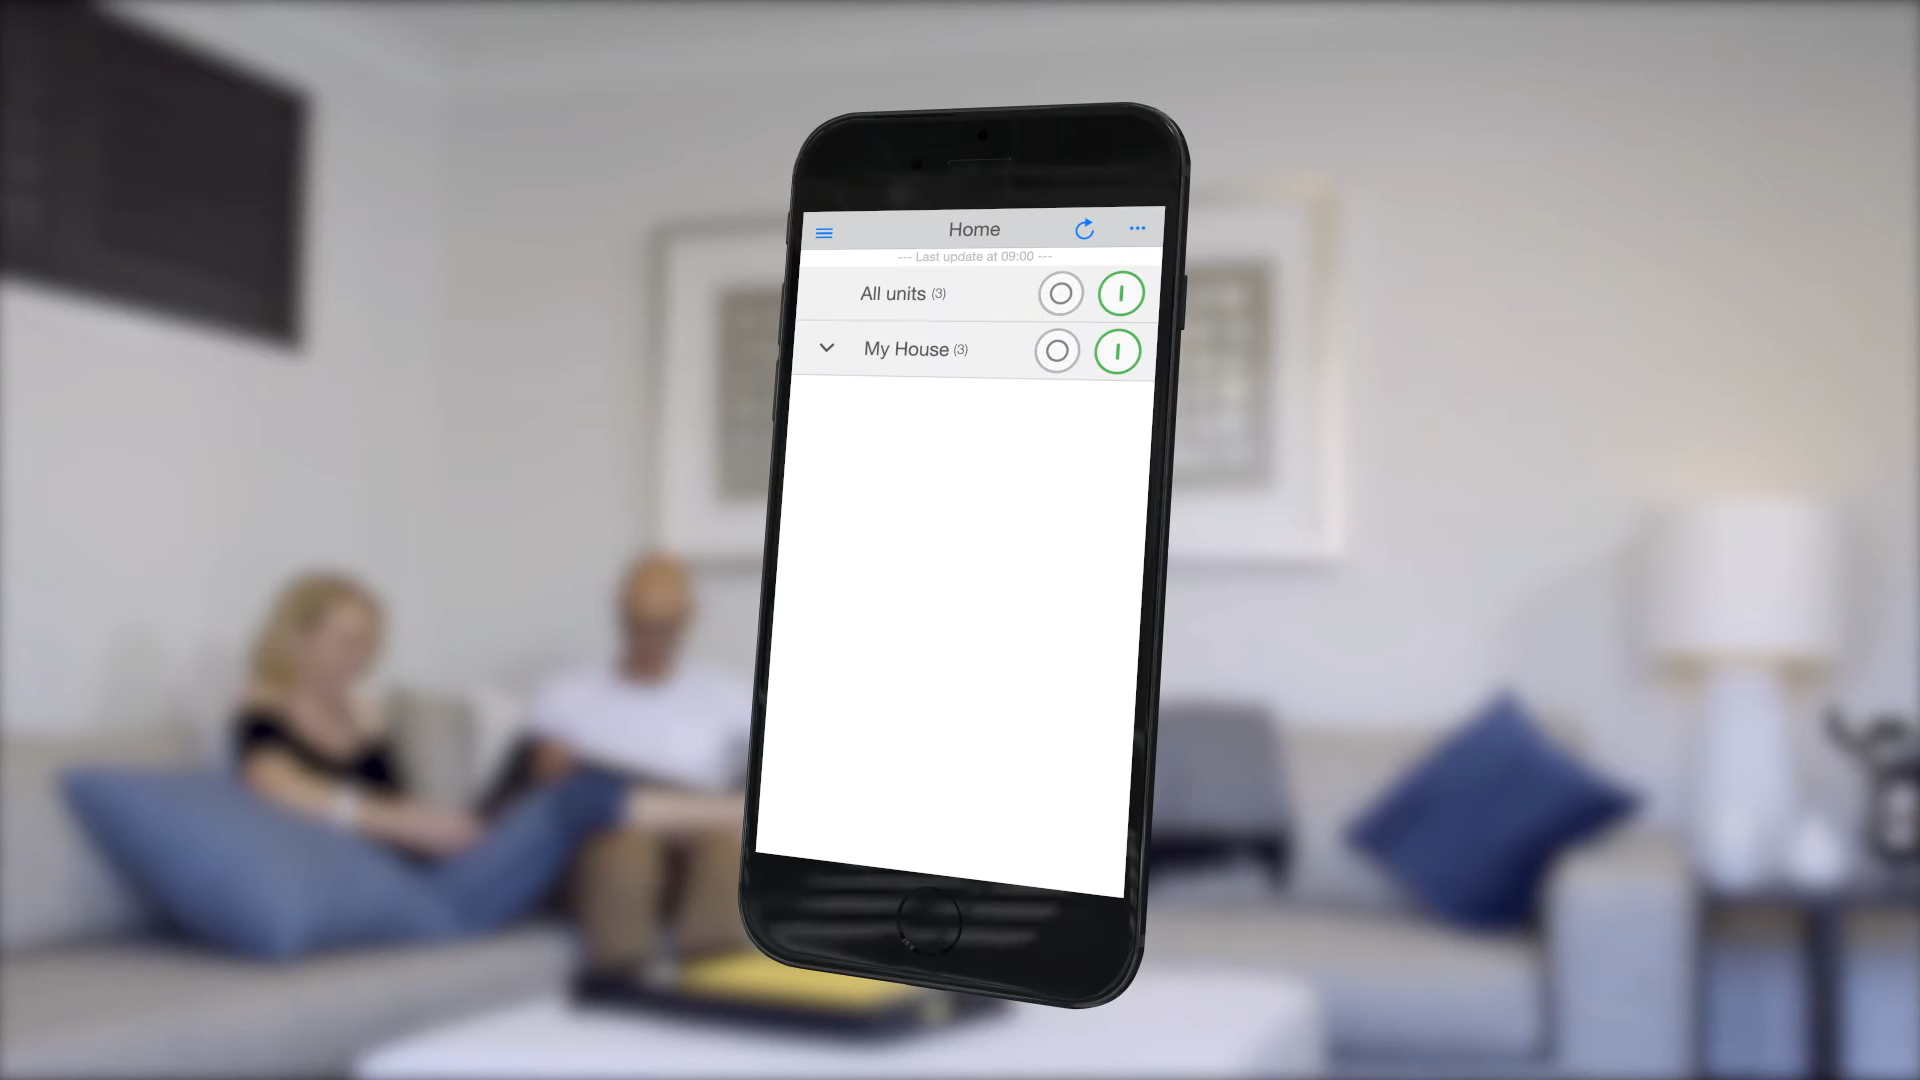 Home
--- Last update at 09:00 ---
All units (3)
My House (3)